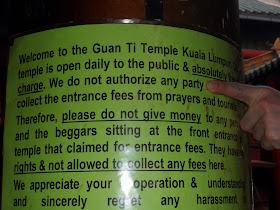 Welcome to the Guan Ti Temple Kuala Lumpur,
temple is open daily to the public & absolutely
charge. We do not authorize any party
collect the entrance fees from prayers and
Therefore, please do not give money to any
and the beggars sitting at the front entrance
temple that claimed for entrance fees. They
rights & not allowed to collect any fees here.
We appreciate your operation & understanding
and sincerely regret any harassment